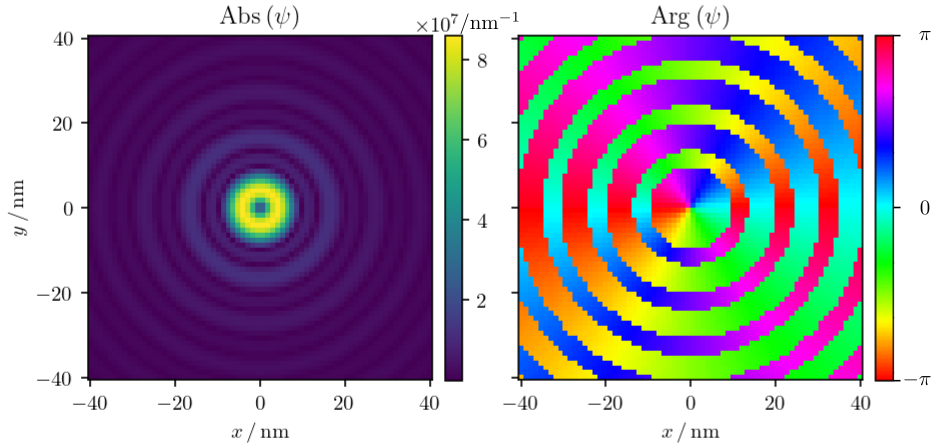 Abs (ψ)
×10⁷/nm⁻¹
Arg (ψ)
40
20
0
−20
−40
y / nm
−40 −20 0 20 40
x / nm
8
6
4
2
−40 −20 0 20 40
x / nm
π
0
−π